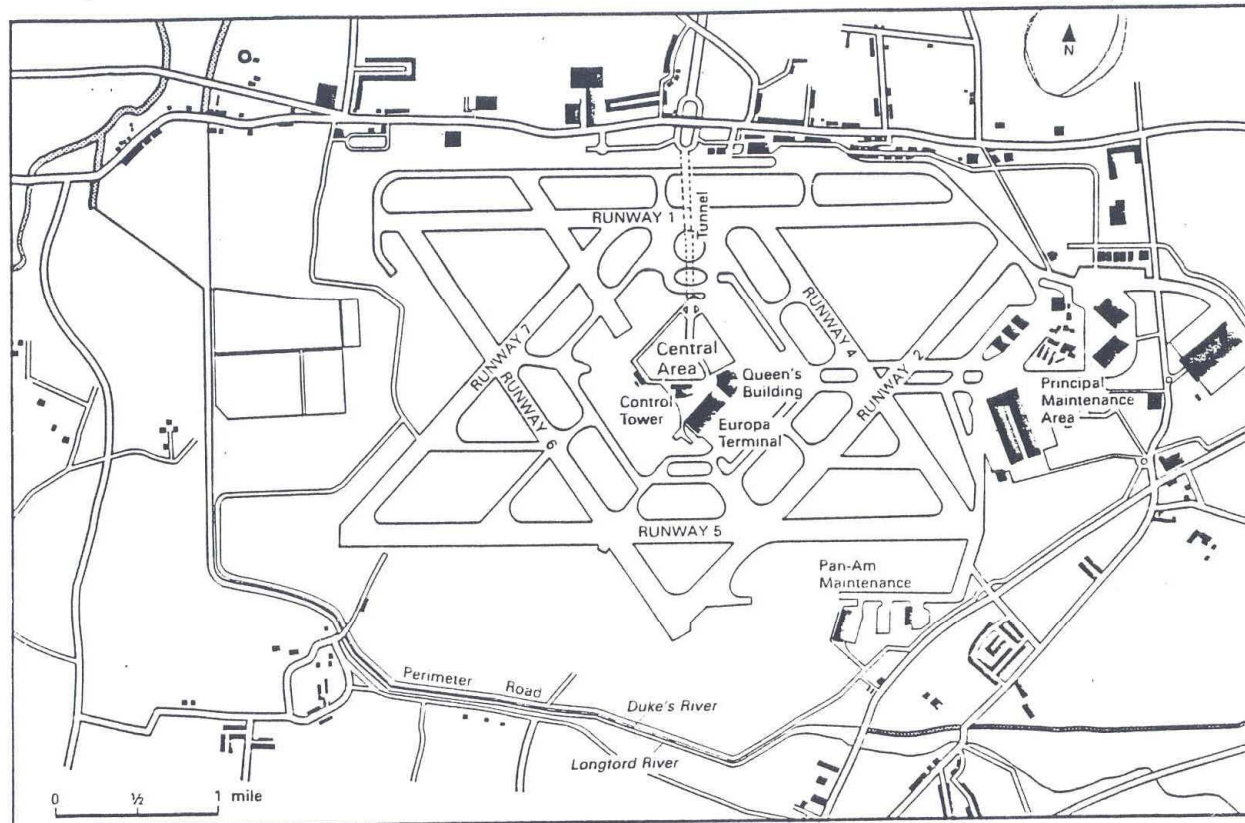 N
RUNWAY 1
Tunnel
RUNWAY 7
RUNWAY 4
RUNWAY 2
Central
Area
Queen's
Building
Control
Tower
Europa
Terminal
RUNWAY 6
Principal
Maintenance
Area
RUNWAY 5
Pan-Am
Maintenance
Perimeter Road
Duke's River
Longford River
0 ½ 1 mile